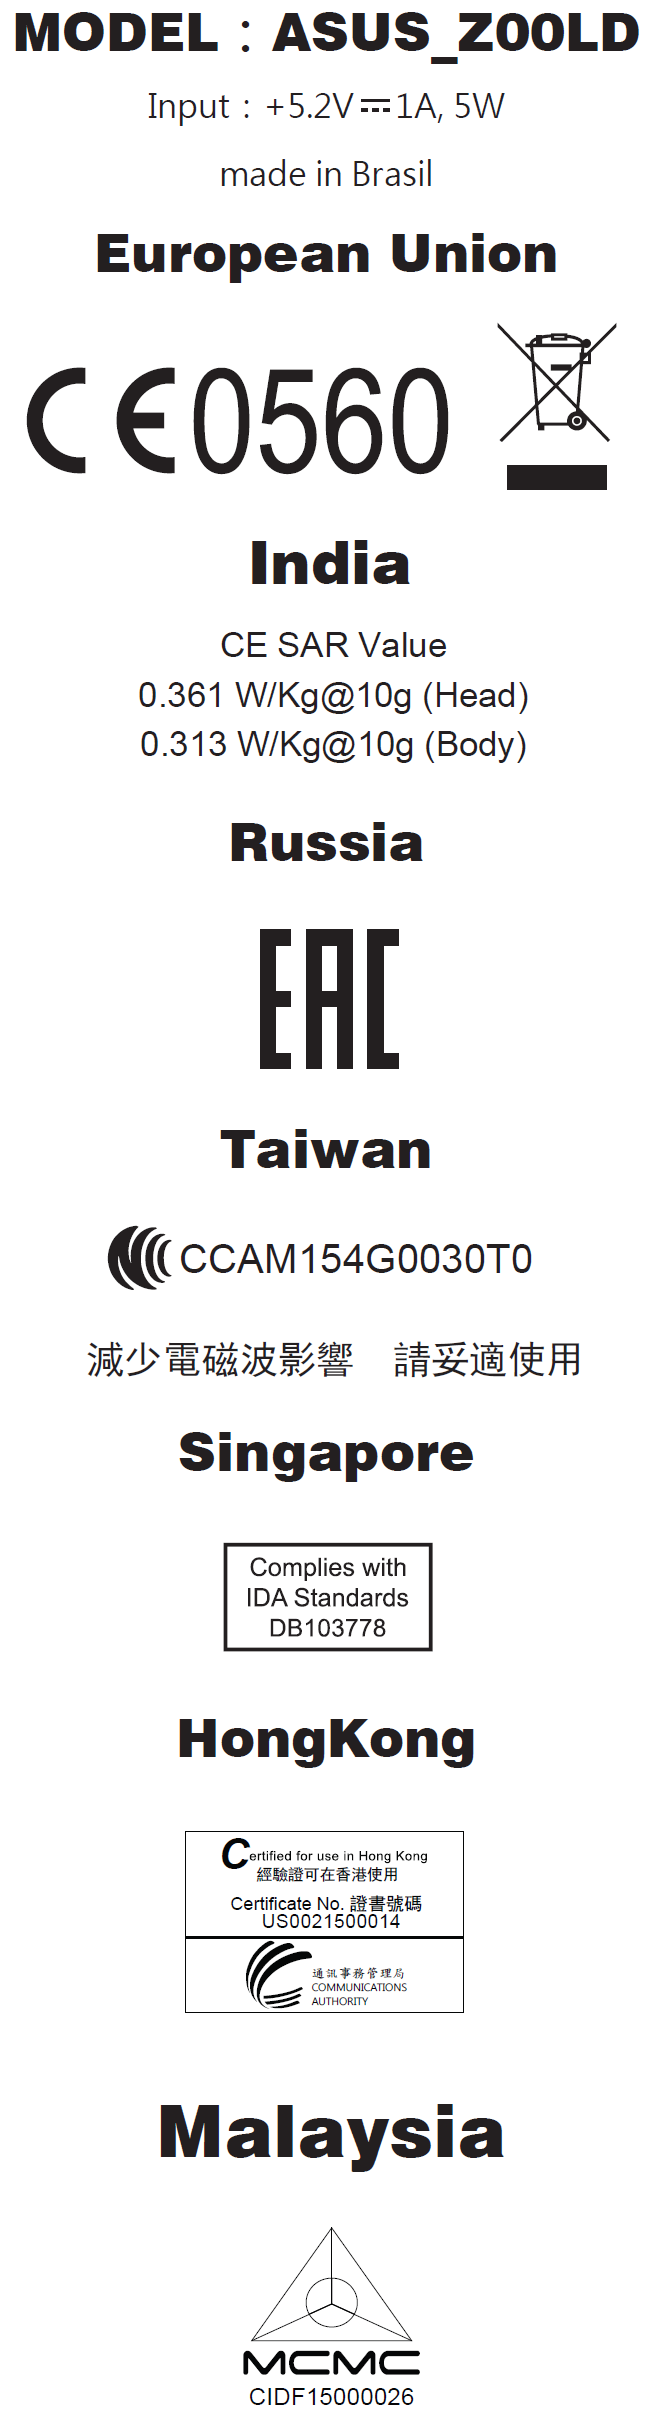 MODEL：ASUS_Z00LD
Input：+5.2V⎓1A, 5W
made in Brasil
European Union
CE0560
India
CE SAR Value
0.361 W/Kg@10g (Head)
0.313 W/Kg@10g (Body)
Russia
EAC
Taiwan
CCAM154G0030T0
減少電磁波影響　請妥適使用
Singapore
Complies with
IDA Standards
DB103778
HongKong
Certified for use in Hong Kong
經驗證可在香港使用
Certificate No. 證書號碼
US0021500014
通訊事務管理局
COMMUNICATIONS
AUTHORITY
Malaysia
MCMC
CIDF15000026